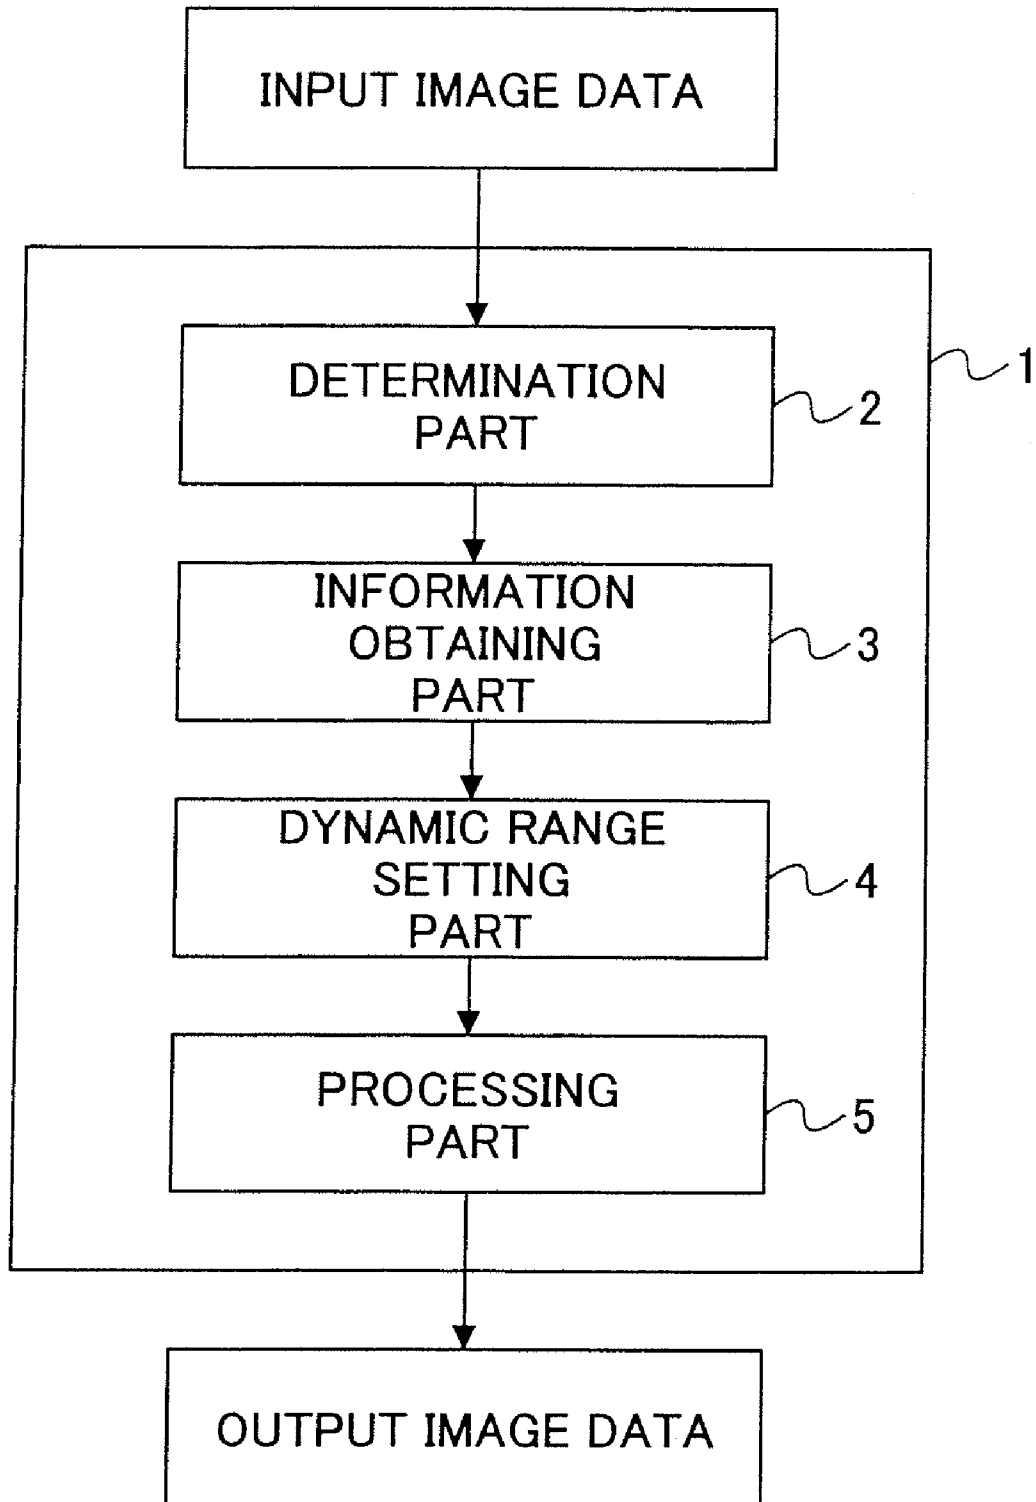 INPUT IMAGE DATA
1
DETERMINATION
PART
2
INFORMATION
OBTAINING
PART
3
DYNAMIC RANGE
SETTING
PART
4
PROCESSING
PART
5
OUTPUT IMAGE DATA